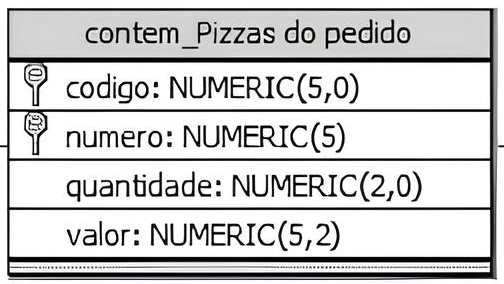 contem_Pizzas do pedido
codigo: NUMERIC(5,0)
numero: NUMERIC(5)
quantidade: NUMERIC(2,0)
valor: NUMERIC(5,2)